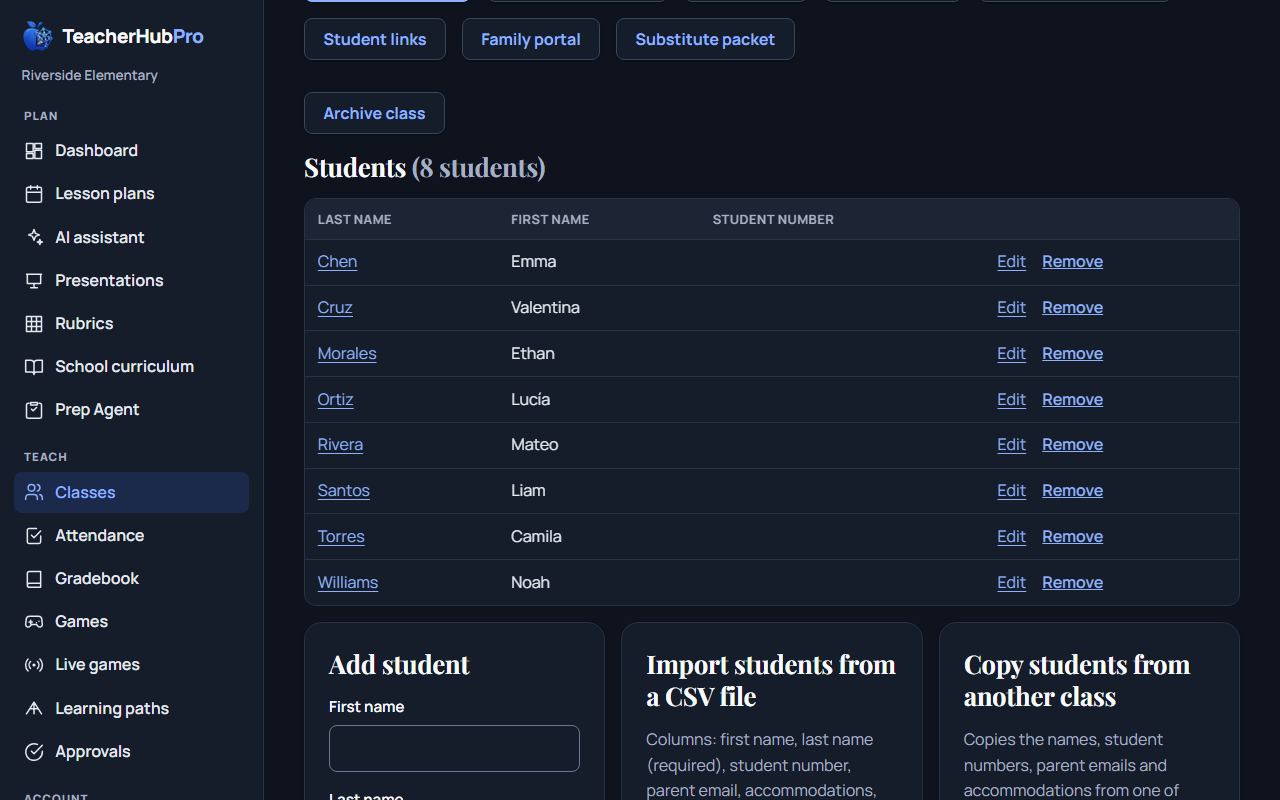 TeacherHubPro
Riverside Elementary
PLAN
Dashboard
Lesson plans
AI assistant
Presentations
Rubrics
School curriculum
Prep Agent
TEACH
Classes
Attendance
Gradebook
Games
Live games
Learning paths
Approvals
ACCOUNT
Student links Family portal Substitute packet
Archive class
Students (8 students)
LAST NAME FIRST NAME STUDENT NUMBER
Chen Emma Edit Remove
Cruz Valentina Edit Remove
Morales Ethan Edit Remove
Ortiz Lucía Edit Remove
Rivera Mateo Edit Remove
Santos Liam Edit Remove
Torres Camila Edit Remove
Williams Noah Edit Remove
Add student
First name
Last name
Import students from
a CSV file
Columns: first name, last name
(required), student number,
parent email, accommodations,
Copy students from
another class
Copies the names, student
numbers, parent emails and
accommodations from one of